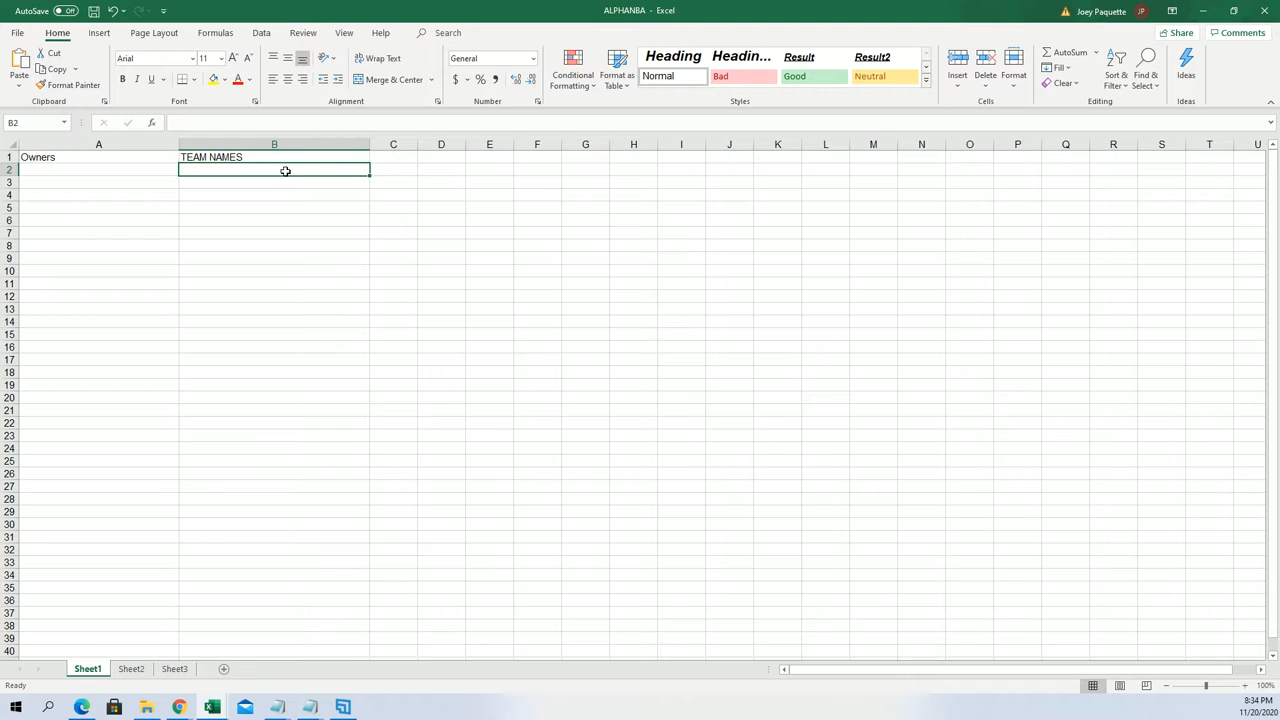 AutoSave Off
ALPHANBA - Excel
Joey Paquette JP
File Home Insert Page Layout Formulas Data Review View Help Search Share Comments
Paste
Cut
Copy
Format Painter
Clipboard
Arial 11
B I U
Font
Wrap Text
Merge & Center
Alignment
General
$ % ,
Number
Conditional Formatting
Format as Table
Heading Headin... Result Result2
Normal Bad Good Neutral
Styles
Insert Delete Format
Cells
AutoSum
Fill
Clear
Sort & Filter
Find & Select
Editing
Ideas
Ideas
B2
fx
A B C D E F G H I J K L M N O P Q R S T U
1 Owners TEAM NAMES
2
3
4
5
6
7
8
9
10
11
12
13
14
15
16
17
18
19
20
21
22
23
24
25
26
27
28
29
30
31
32
33
34
35
36
37
38
39
40
Sheet1 Sheet2 Sheet3
Ready
100%
8:34 PM
11/20/2020